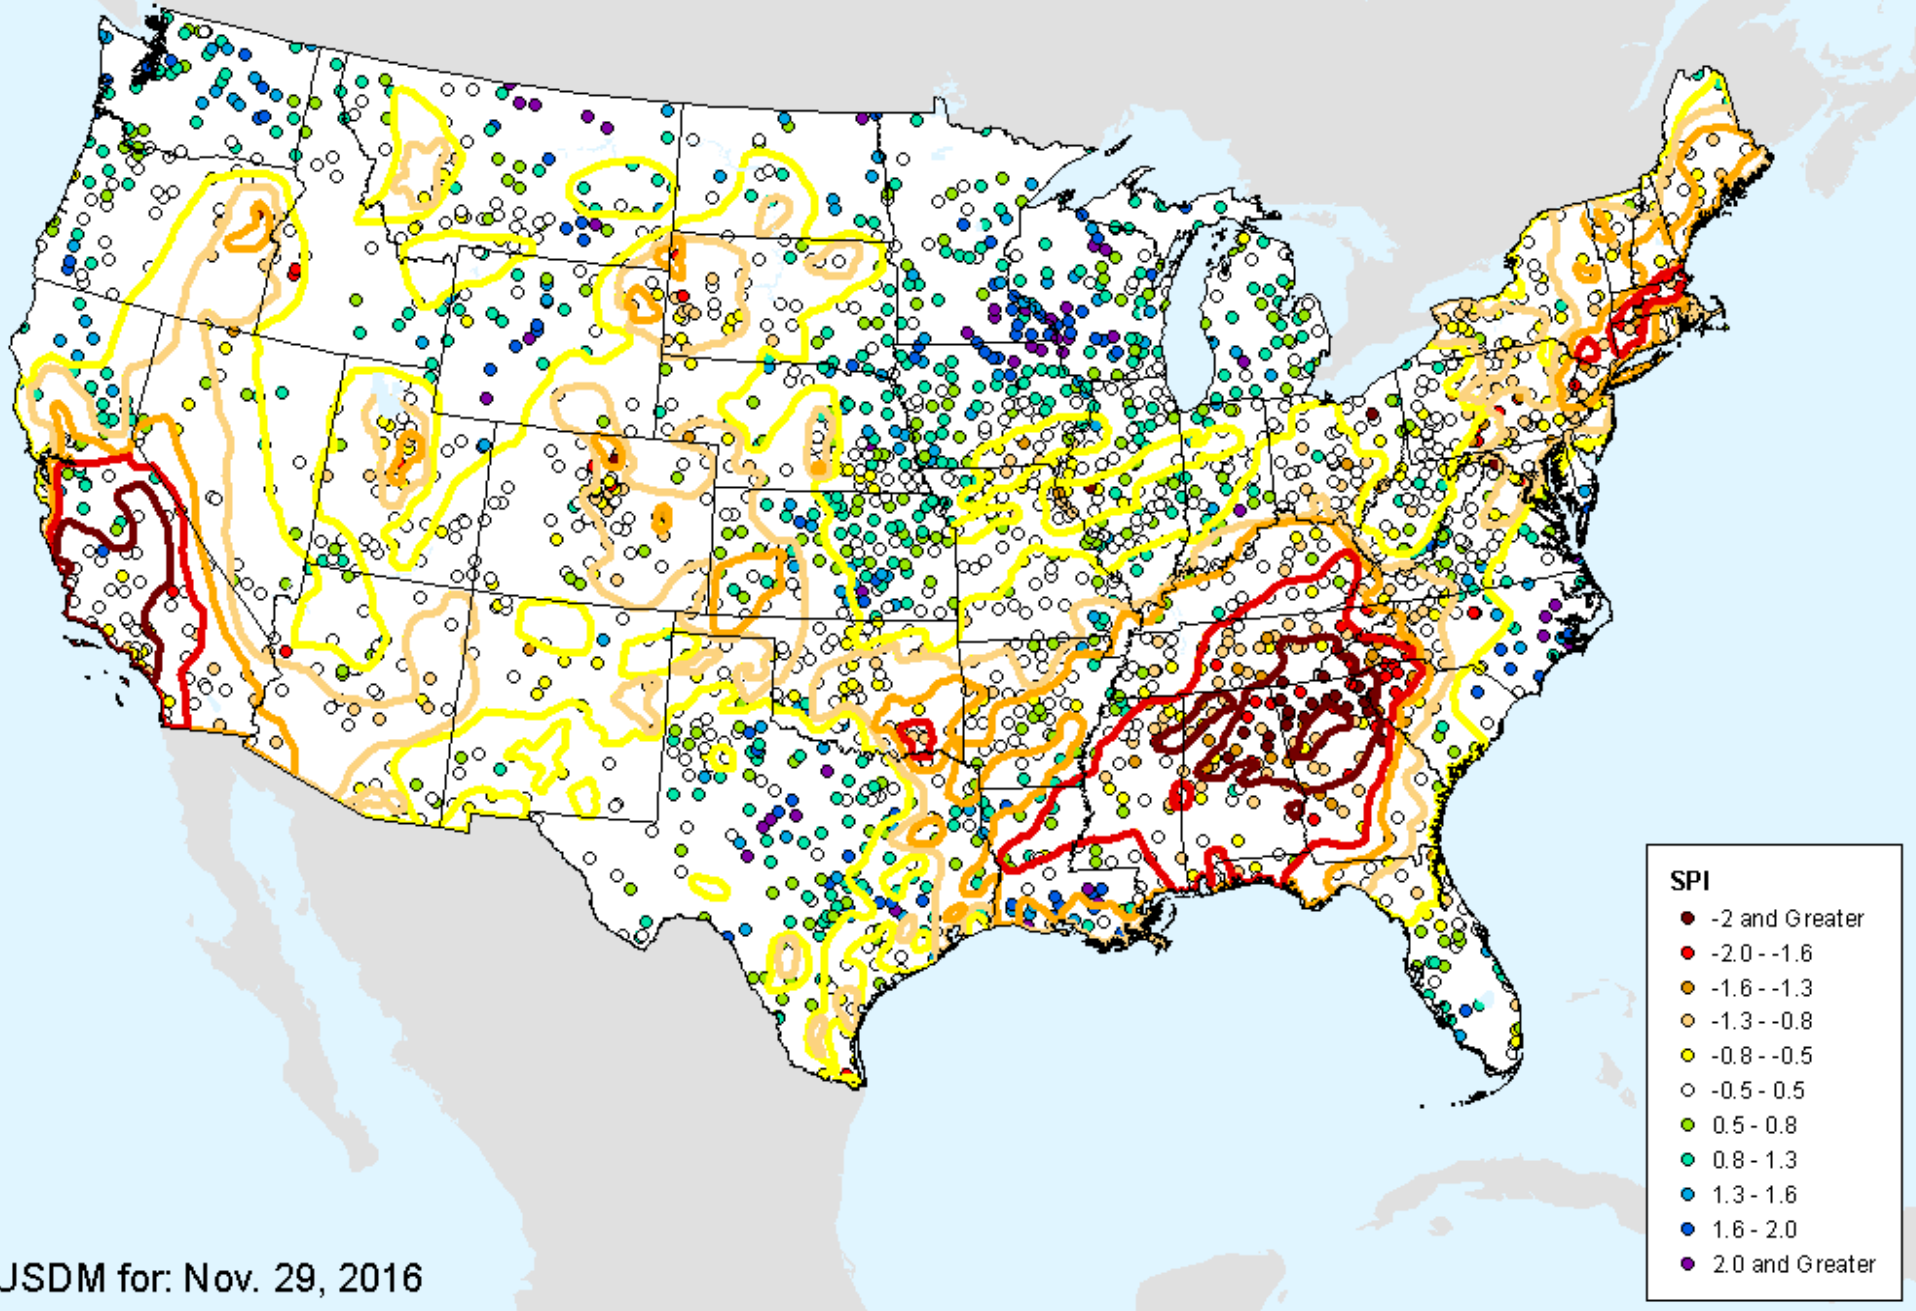 SPI
-2 and Greater
-2.0 - -1.6
-1.6 - -1.3
-1.3 - -0.8
-0.8 - -0.5
-0.5 - 0.5
0.5 - 0.8
0.8 - 1.3
1.3 - 1.6
1.6 - 2.0
2.0 and Greater
USDM for: Nov. 29, 2016